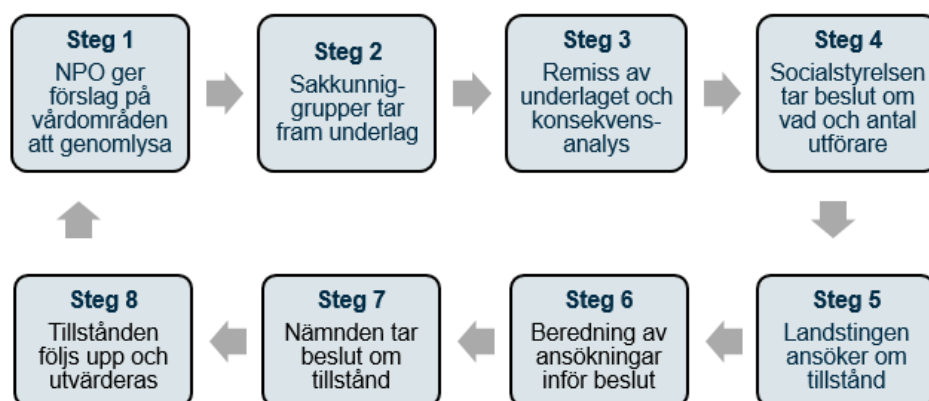 Steg 1
NPO ger
förslag på
vårdområden
att genomlysa
Steg 2
Sakkunnig-
grupper tar
fram underlag
Steg 3
Remiss av
underlaget och
konsekvens-
analys
Steg 4
Socialstyrelsen
tar beslut om
vad och antal
utförare
Steg 5
Landstingen
ansöker om
tillstånd
Steg 6
Beredning av
ansökningar
inför beslut
Steg 7
Nämnden tar
beslut om
tillstånd
Steg 8
Tillstånden
följs upp och
utvärderas